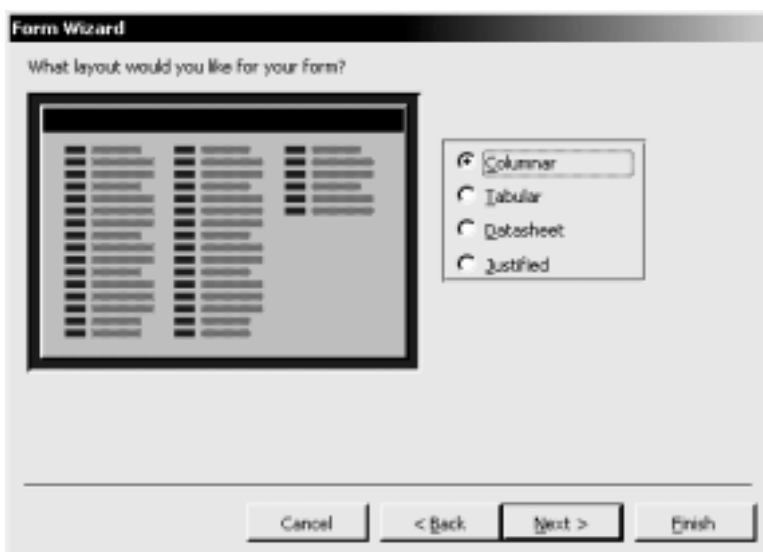 Form Wizard
What layout would you like for your form?
Columnar
Tabular
Datasheet
Justified
Cancel
< Back
Next >
Finish